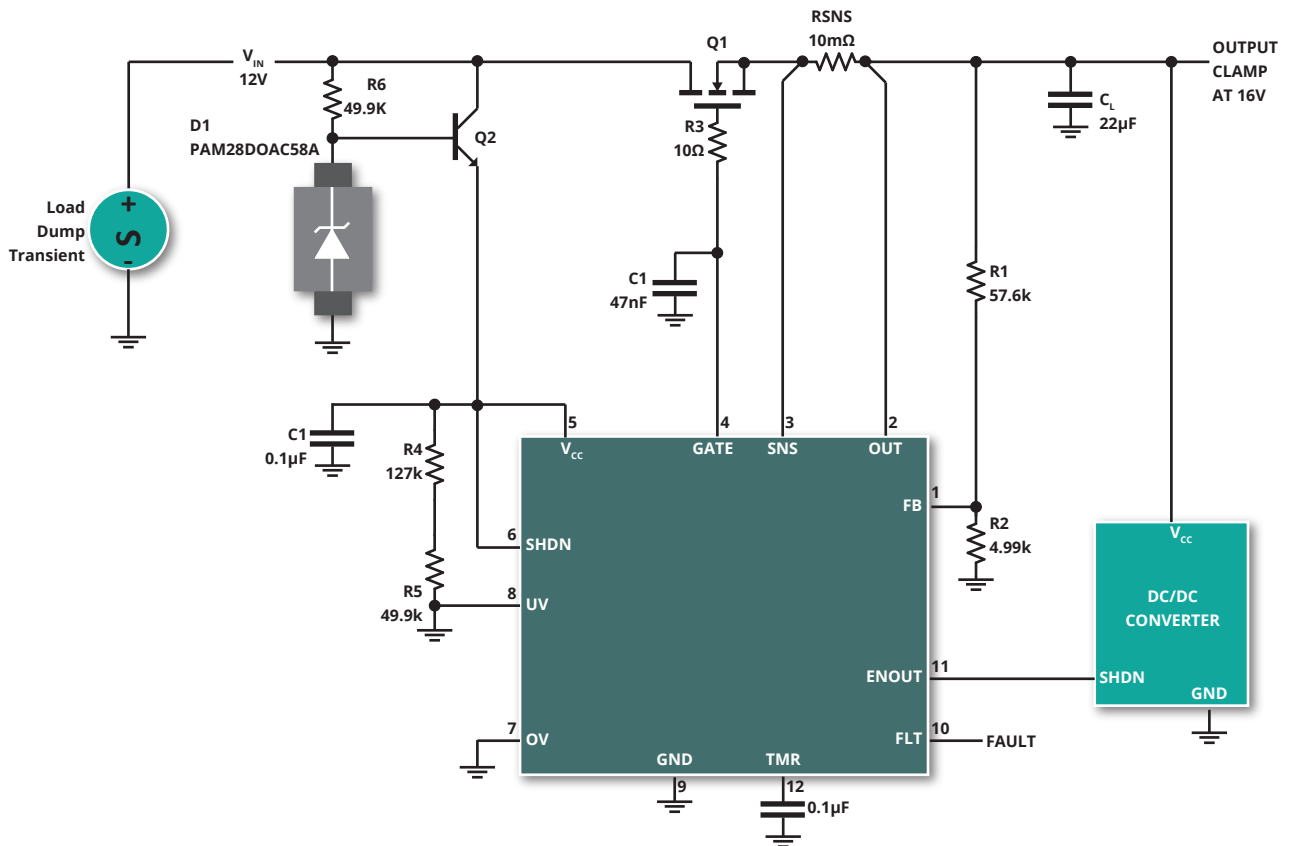 RSNS
10mΩ
Q1
OUTPUT
CLAMP
AT 16V
VIN
12V
R6
49.9K
D1
PAM28DOAC58A
Q2
R3
10Ω
CL
22µF
Load
Dump
Transient
+
S
-
C1
47nF
R1
57.6k
C1
0.1µF
R4
127k
5
4
3
2
VCC
GATE
SNS
OUT
1
FB
R2
4.99k
6
SHDN
VCC
R5
49.9k
8
UV
DC/DC
CONVERTER
ENOUT
11
SHDN
GND
7
OV
FLT
10
FAULT
GND
TMR
9
12
0.1µF